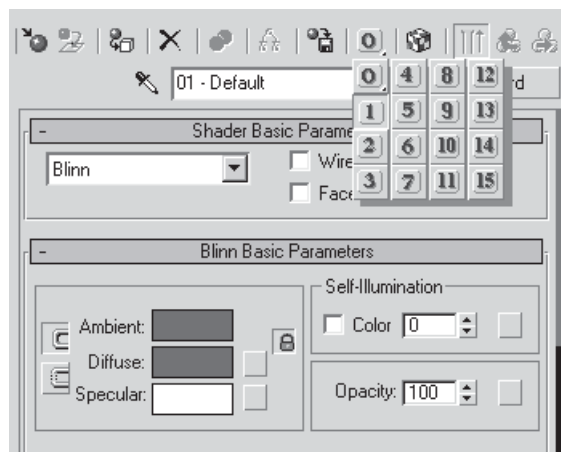 0
01 - Default
0 4 8 12
rd
1 5 9 13
2 6 10 14
3 7 11 15
- Shader Basic Parame
Blinn
Wire
Face
- Blinn Basic Parameters
Self-Illumination
Ambient:
Color 0
Diffuse:
Specular:
Opacity: 100